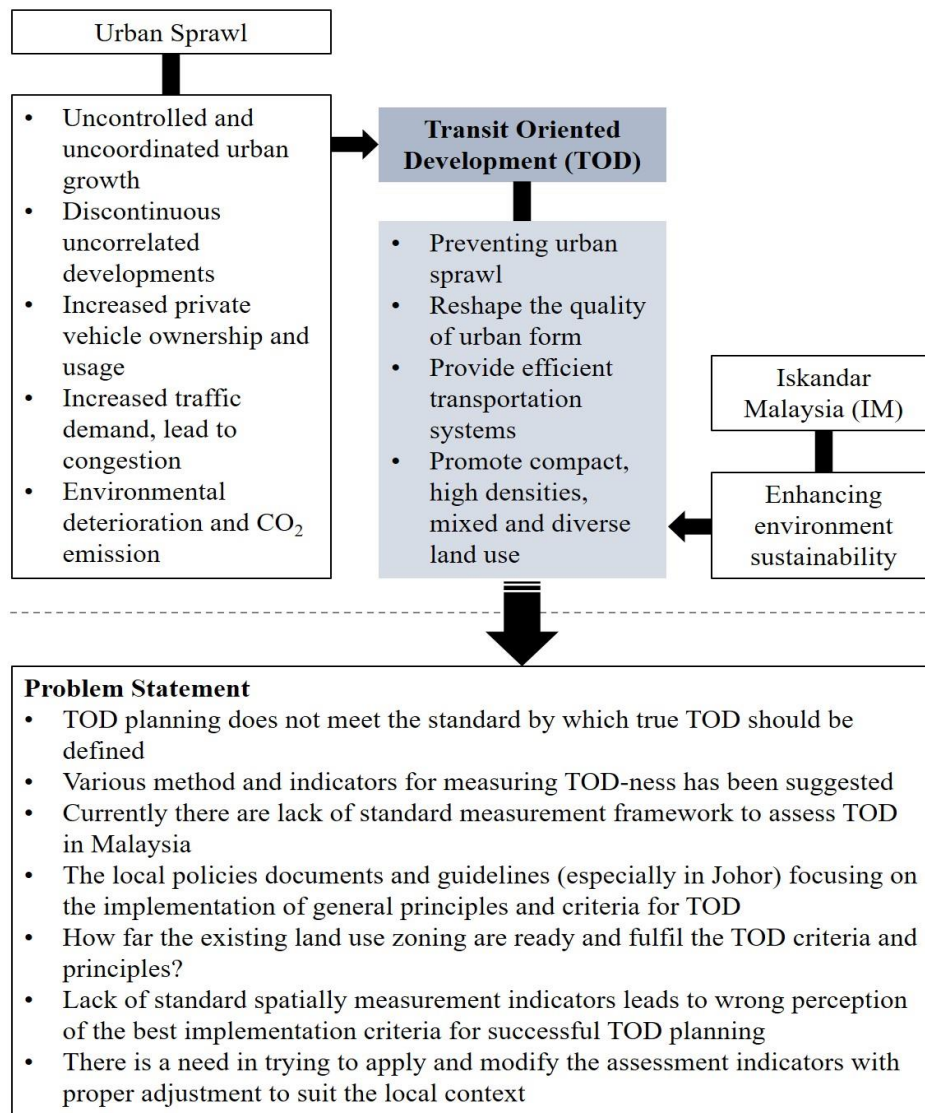 Urban Sprawl
• Uncontrolled and
uncoordinated urban
growth
• Discontinuous
uncorrelated
developments
• Increased private
vehicle ownership and
usage
• Increased traffic
demand, lead to
congestion
• Environmental
deterioration and CO₂
emission
Transit Oriented
Development (TOD)
• Preventing urban
sprawl
• Reshape the quality
of urban form
• Provide efficient
transportation
systems
• Promote compact,
high densities,
mixed and diverse
land use
Iskandar
Malaysia (IM)
Enhancing
environment
sustainability
Problem Statement
• TOD planning does not meet the standard by which true TOD should be
defined
• Various method and indicators for measuring TOD-ness has been suggested
• Currently there are lack of standard measurement framework to assess TOD
in Malaysia
• The local policies documents and guidelines (especially in Johor) focusing on
the implementation of general principles and criteria for TOD
• How far the existing land use zoning are ready and fulfil the TOD criteria and
principles?
• Lack of standard spatially measurement indicators leads to wrong perception
of the best implementation criteria for successful TOD planning
• There is a need in trying to apply and modify the assessment indicators with
proper adjustment to suit the local context